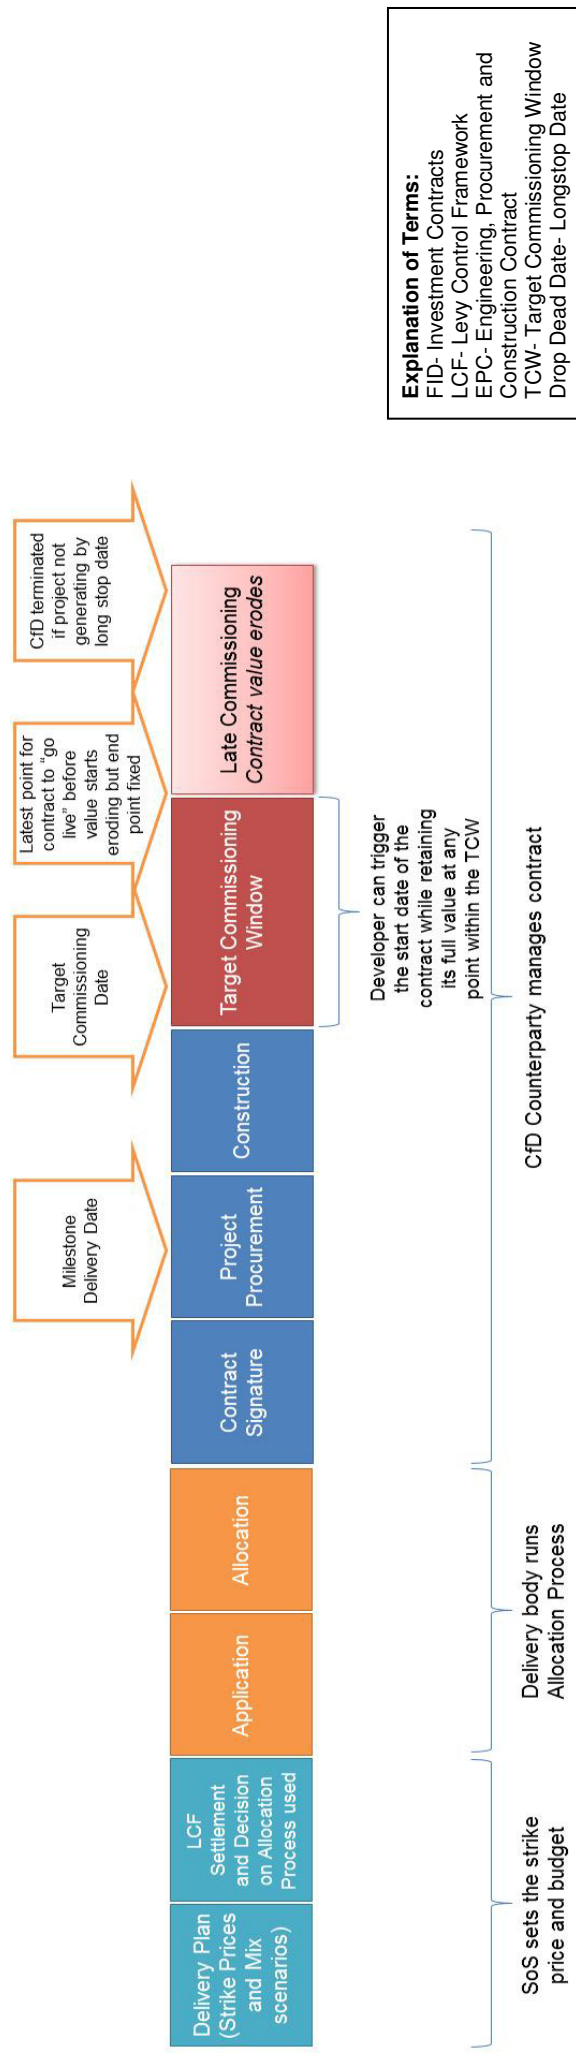 Milestone
Delivery Date
Target
Commissioning
Date
Latest point for
contract to “go
live” before
value starts
eroding but end
point fixed
CfD terminated
if project not
generating by
long stop date
Delivery Plan
(Strike Prices
and Mix
scenarios)
LCF
Settlement
and Decision
on Allocation
Process used
Application
Allocation
Contract
Signature
Project
Procurement
Construction
Target Commissioning
Window
Late Commissioning
Contract value erodes
Developer can trigger
the start date of the
contract while retaining
its full value at any
point within the TCW
SoS sets the strike
price and budget
Delivery body runs
Allocation Process
CfD Counterparty manages contract
Explanation of Terms:
FID- Investment Contracts
LCF- Levy Control Framework
EPC- Engineering, Procurement and
Construction Contract
TCW- Target Commissioning Window
Drop Dead Date- Longstop Date